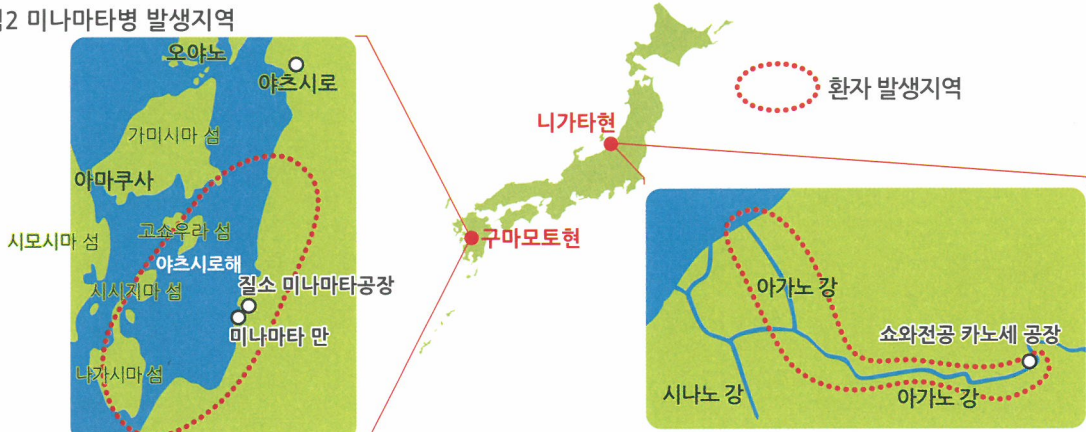 2 미나마타병 발생지역
오야노
야츠시로
가미시마 섬
아마쿠사
시모시마 섬
고쇼우라 섬
야츠시로해
시시지마 섬
질소 미나마타공장
미나마타 만
나가시마 섬
니가타현
구마모토현
환자 발생지역
아가노 강
쇼와전공 카노세 공장
시나노 강
아가노 강